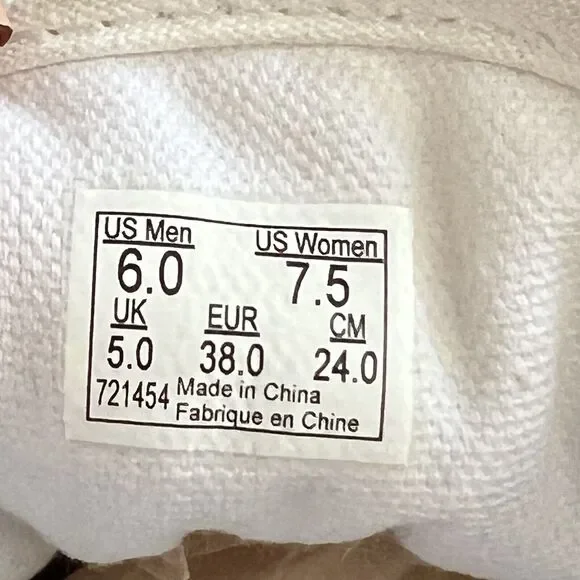 US Men US Women
6.0 7.5
UK EUR CM
5.0 38.0 24.0
721454 Made in China
Fabrique en Chine